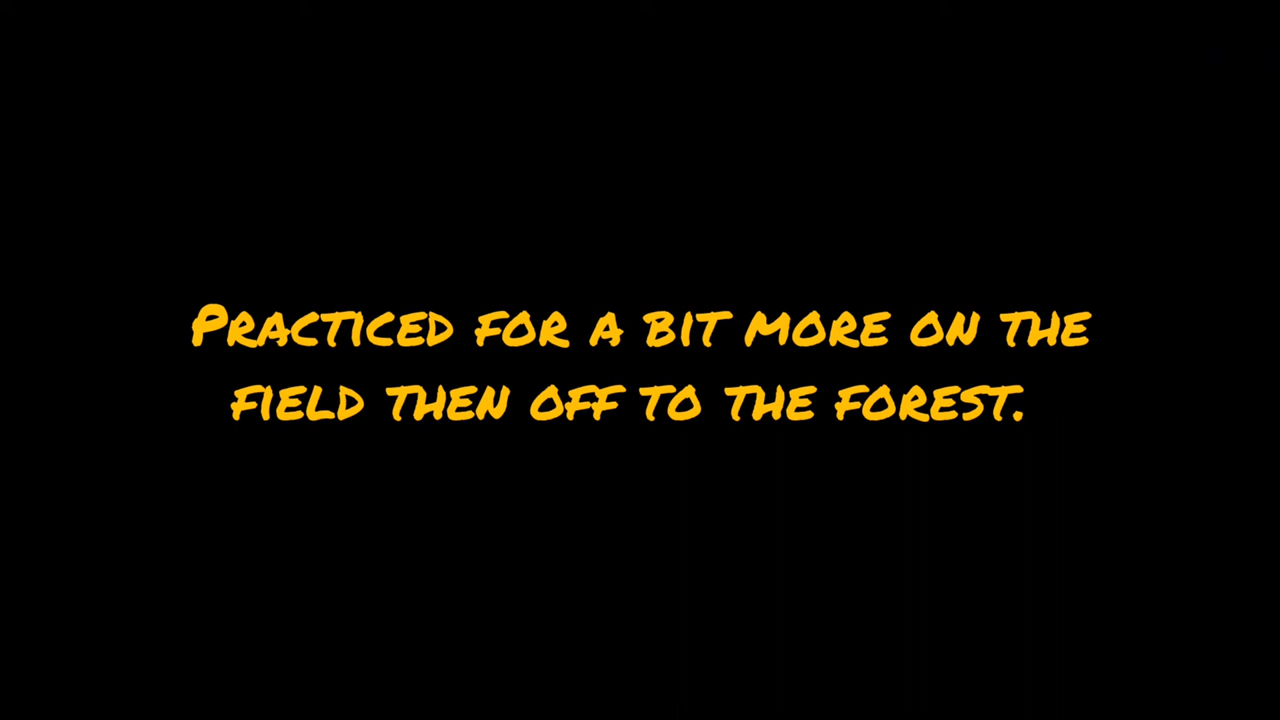 Practiced for a bit more on the
field then off to the forest.